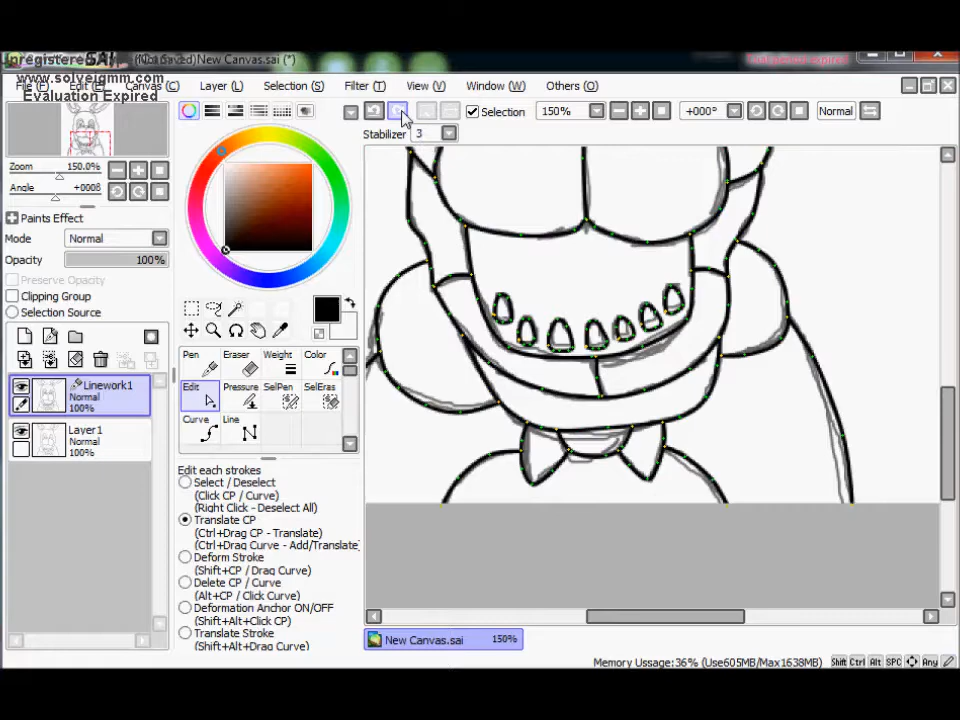 Unregistered SAI (Not Saved)New Canvas.sai (*)
www.solveigmm.com
File (F) Edit (E) Canvas (C) Layer (L) Selection (S) Filter (T) View (V) Window (W) Others (O)
Evaluation Expired
Selection 150% +000° Normal
Stabilizer 3
Zoom 150.0%
Angle +000ß
Paints Effect
Mode Normal
Opacity 100%
Preserve Opacity
Clipping Group
Selection Source
Linework1
Normal
100%
Layer1
Normal
100%
Pen Eraser Weight Color
Edit Pressure SelPen SelEras
Curve Line
Edit each strokes
Select / Deselect
(Click CP / Curve)
(Right Click - Deselect All)
Translate CP
(Ctrl+Drag CP - Translate)
(Ctrl+Drag Curve - Add/Translate
Deform Stroke
(Shift+CP / Drag Curve)
Delete CP / Curve
(Alt+CP / Click Curve)
Deformation Anchor ON/OFF
(Shift+Alt+Click CP)
Translate Stroke
(Shift+Alt+Drag Curve)
New Canvas.sai 150%
Memory Ussage:36% (Use605MB/Max1638MB) Shift Ctrl Alt SPC Any